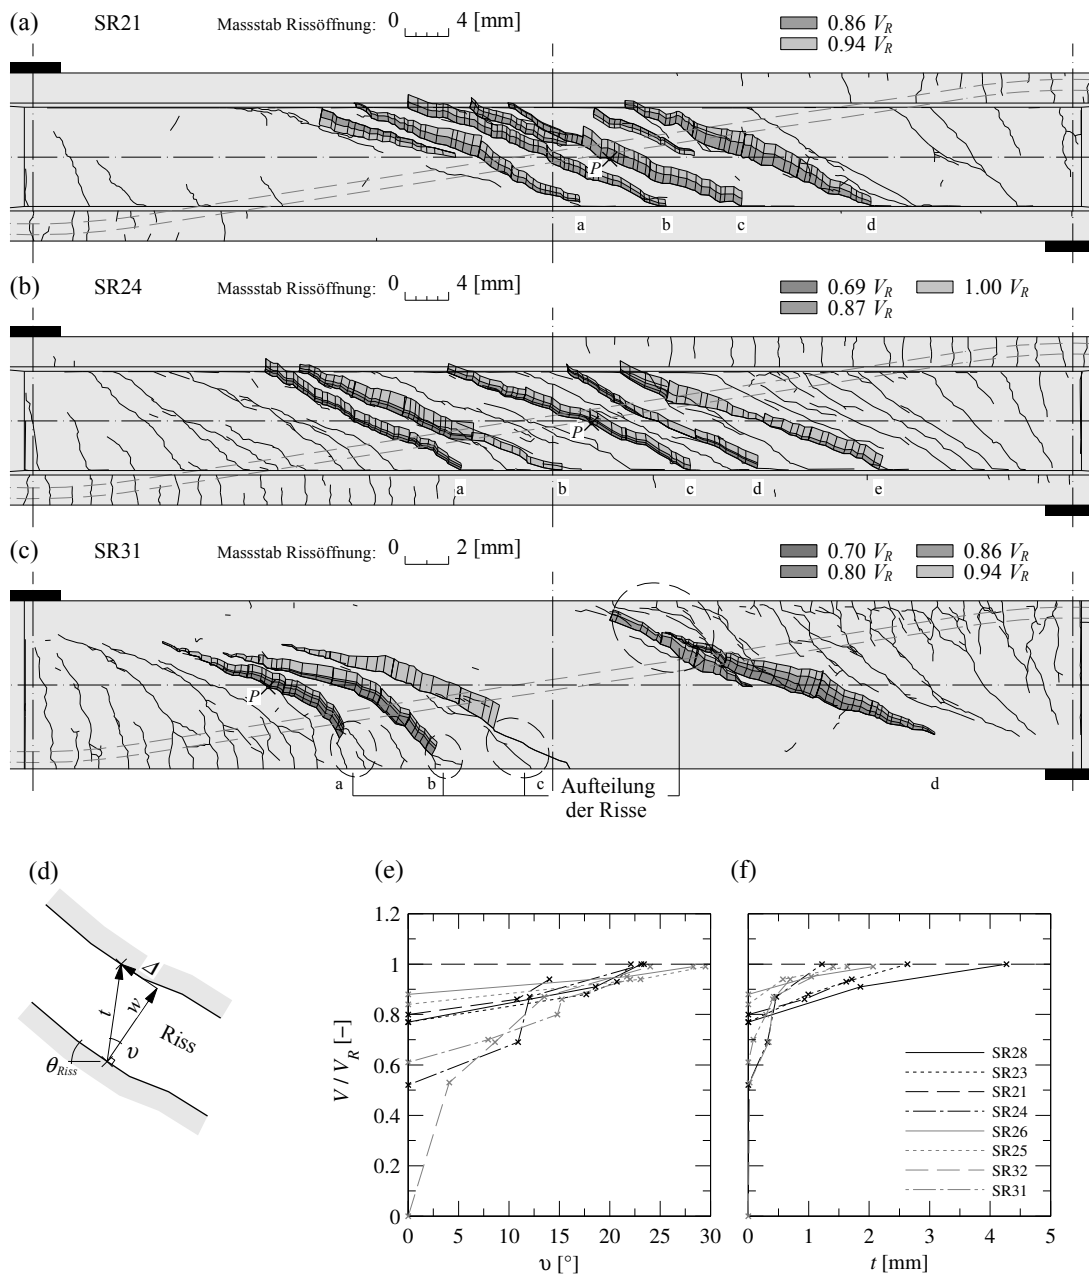 (a) SR21 Massstab Rissöffnung: 0 4 [mm] 0.86 V_R
0.94 V_R
P
a b c d
(b) SR24 Massstab Rissöffnung: 0 4 [mm] 0.69 V_R 1.00 V_R
0.87 V_R
P
a b c d e
(c) SR31 Massstab Rissöffnung: 0 2 [mm] 0.70 V_R 0.86 V_R
0.80 V_R 0.94 V_R
P
a b c d
Aufteilung
der Risse
(d)
Δ
t
w
υ
Riss
θ_Riss
(e)
V / V_R [–]
1.2
1
0.8
0.6
0.4
0.2
0
0 5 10 15 20 25 30
υ [°]
(f)
SR28
SR23
SR21
SR24
SR26
SR25
SR32
SR31
0 1 2 3 4 5
t [mm]